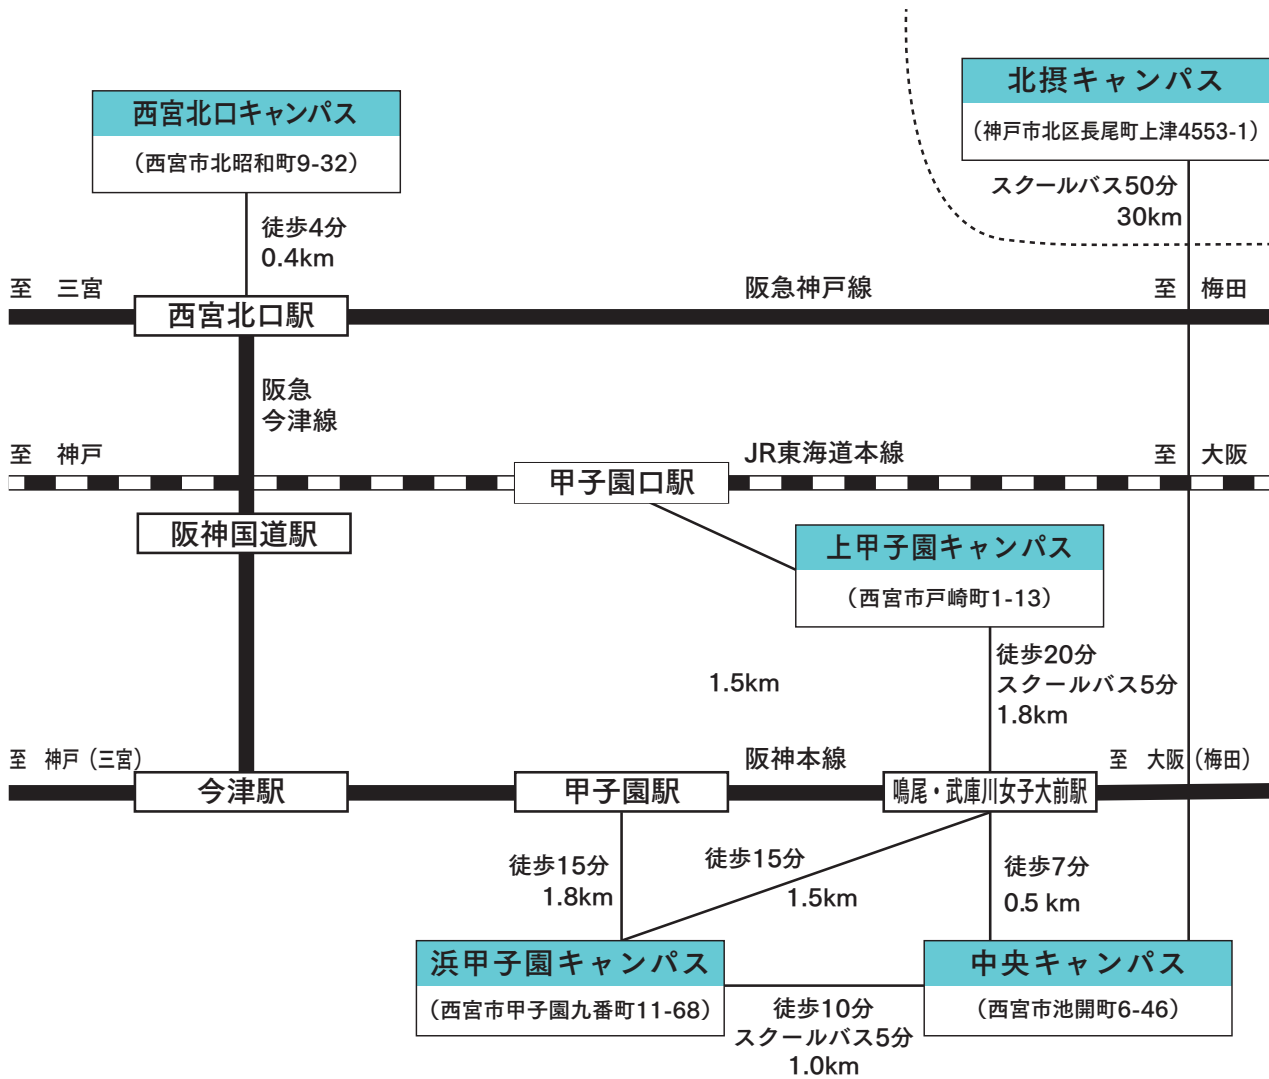 北摂キャンパス
（神戸市北区長尾町上津4553-1）
西宮北口キャンパス
（西宮市北昭和町9-32）
スクールバス50分
30km
徒歩4分
0.4km
至　三宮
阪急神戸線
至　梅田
西宮北口駅
阪急
今津線
至　神戸
JR東海道本線
至　大阪
甲子園口駅
阪神国道駅
上甲子園キャンパス
（西宮市戸崎町1-13）
徒歩20分
スクールバス5分
1.8km
1.5km
至　神戸（三宮）
阪神本線
至　大阪（梅田）
今津駅
甲子園駅
鳴尾・武庫川女子大前駅
徒歩15分
1.8km
徒歩15分
1.5km
徒歩7分
0.5 km
浜甲子園キャンパス
（西宮市甲子園九番町11-68）
中央キャンパス
（西宮市池開町6-46）
徒歩10分
スクールバス5分
1.0km